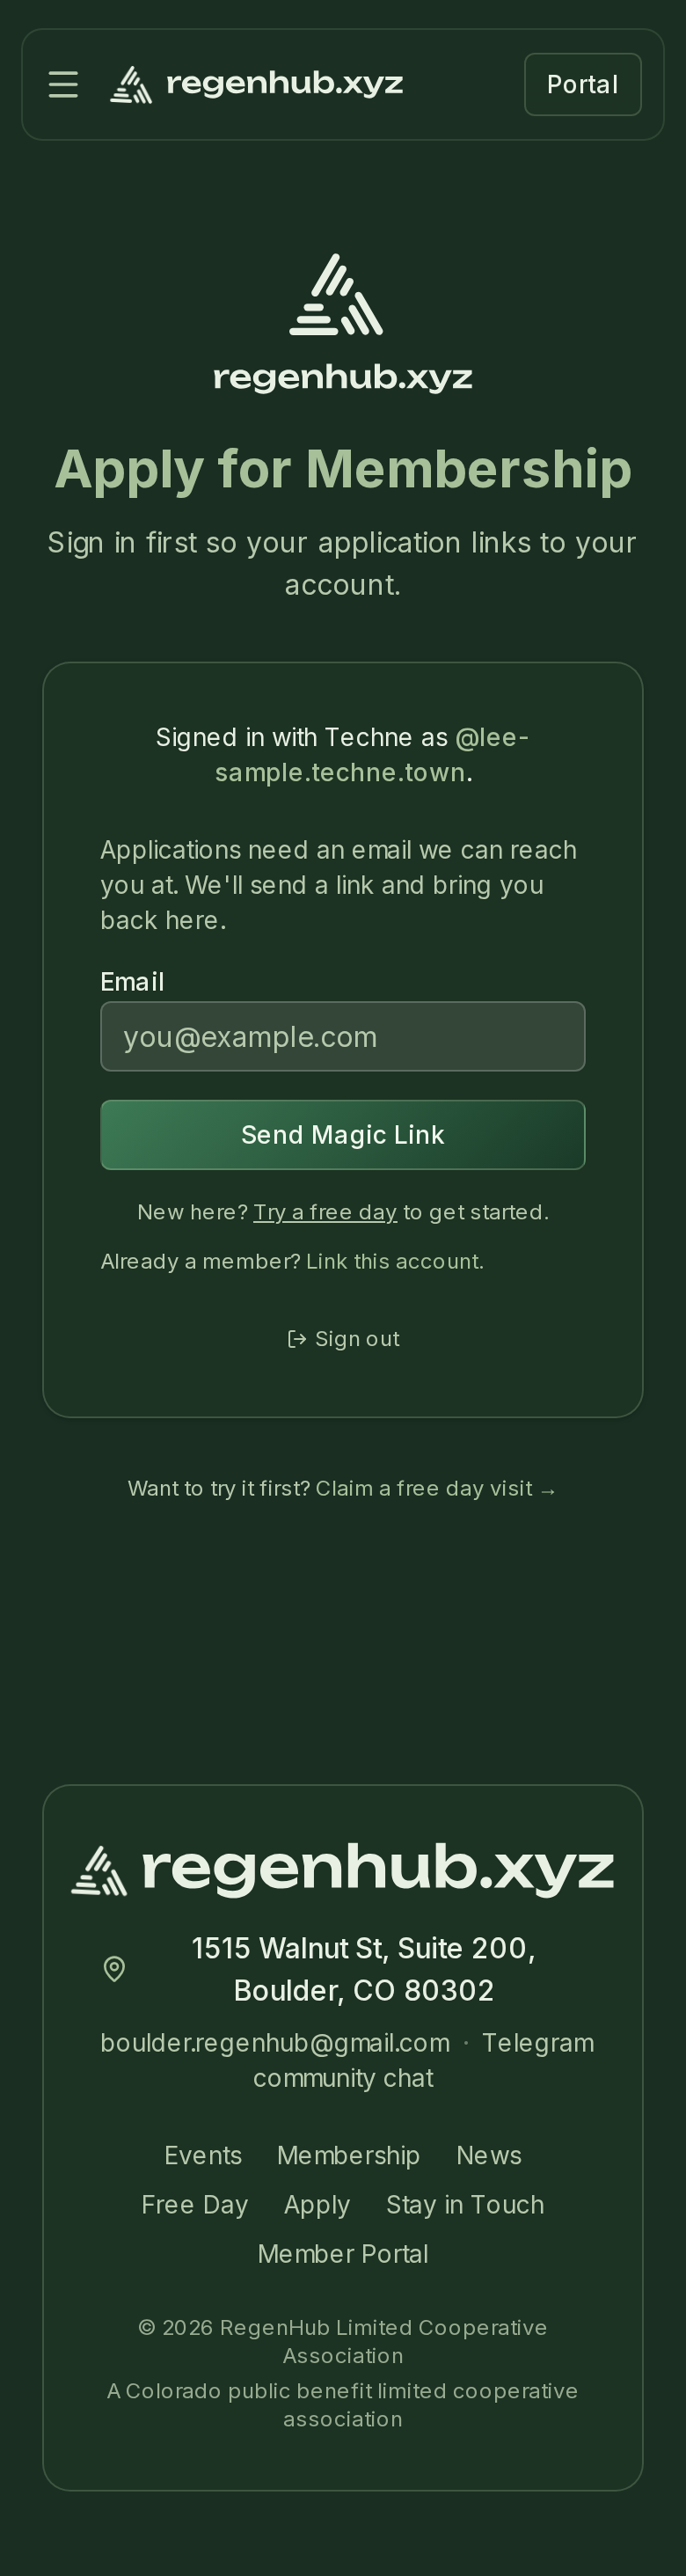 regenhub.xyz
Portal
regenhub.xyz
Apply for Membership
Sign in first so your application links to your
account.
Signed in with Techne as @lee-
sample.techne.town.
Applications need an email we can reach
you at. We'll send a link and bring you
back here.
Email
you@example.com
Send Magic Link
New here? Try a free day to get started.
Already a member? Link this account.
Sign out
Want to try it first? Claim a free day visit →
regenhub.xyz
1515 Walnut St, Suite 200,
Boulder, CO 80302
boulder.regenhub@gmail.com · Telegram
community chat
Events Membership News
Free Day Apply Stay in Touch
Member Portal
© 2026 RegenHub Limited Cooperative
Association
A Colorado public benefit limited cooperative
association